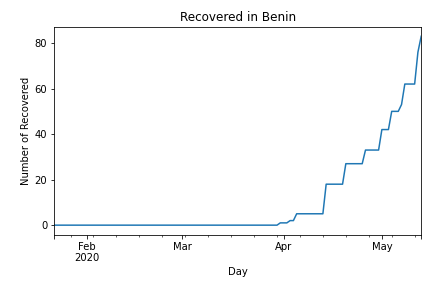 Recovered in Benin
Number of Recovered
80
60
40
20
0
Feb
2020
Mar
Apr
May
Day